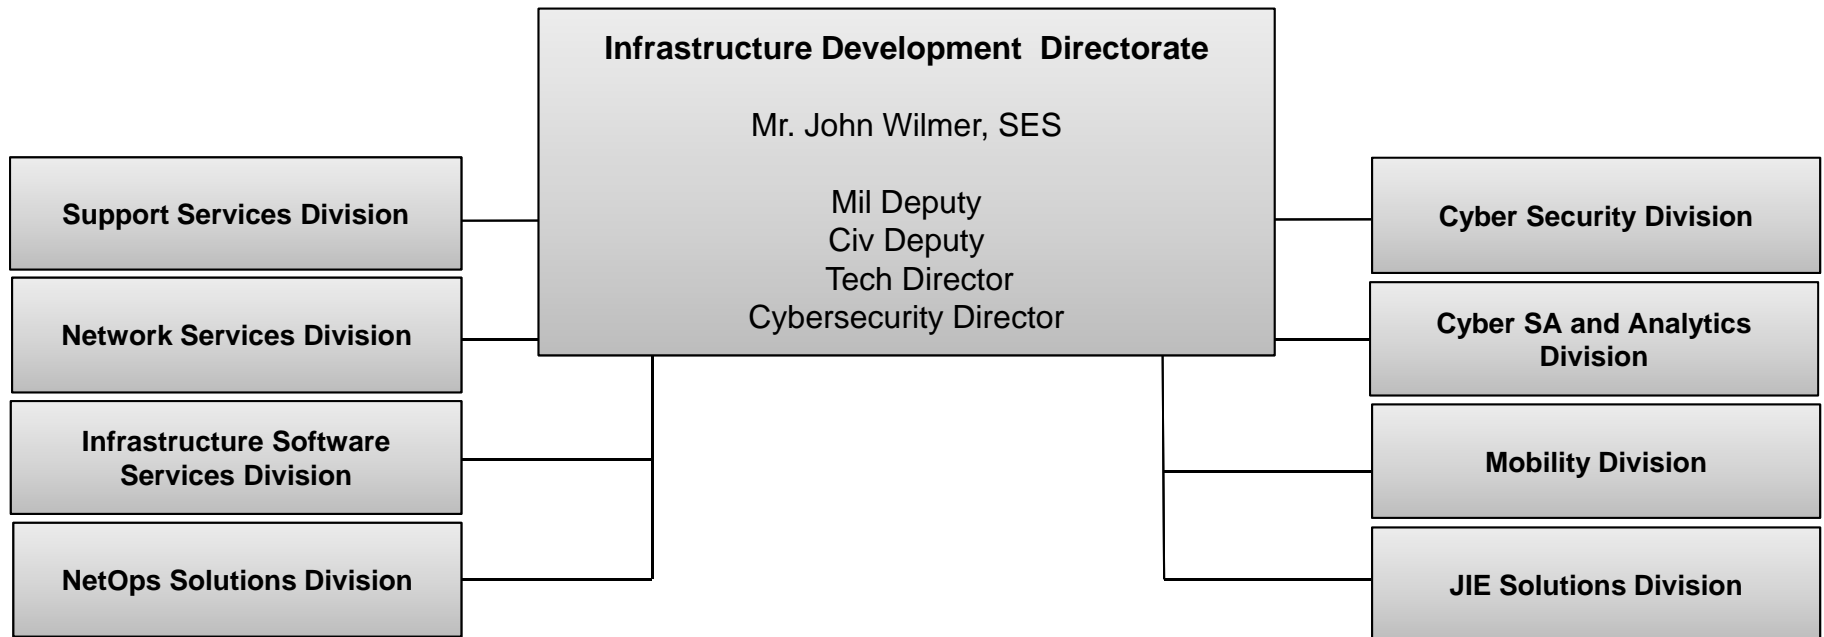 Infrastructure Development Directorate
Mr. John Wilmer, SES
Mil Deputy
Civ Deputy
Tech Director
Cybersecurity Director
Support Services Division
Network Services Division
Infrastructure Software
Services Division
NetOps Solutions Division
Cyber Security Division
Cyber SA and Analytics
Division
Mobility Division
JIE Solutions Division